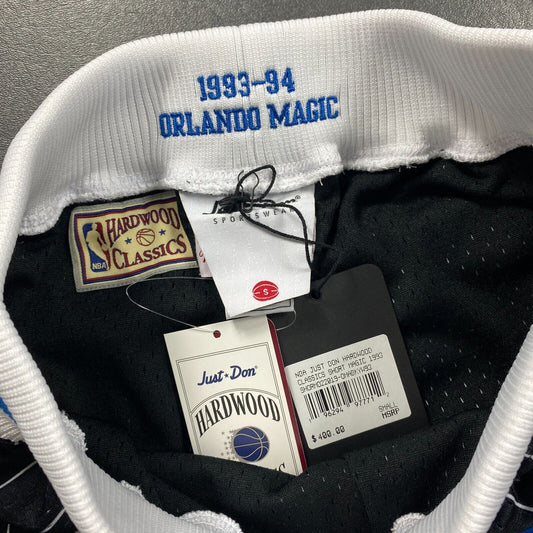 1993-94
ORLANDO MAGIC
HARDWOOD
CLASSICS
NBA
SPORTSWEAR
®
S
Just Don®
HARDWOOD
NBA JUST DON HARDWOOD
CLASSICS SHORT MAGIC 1993
SMALL
MSRP
$400.00